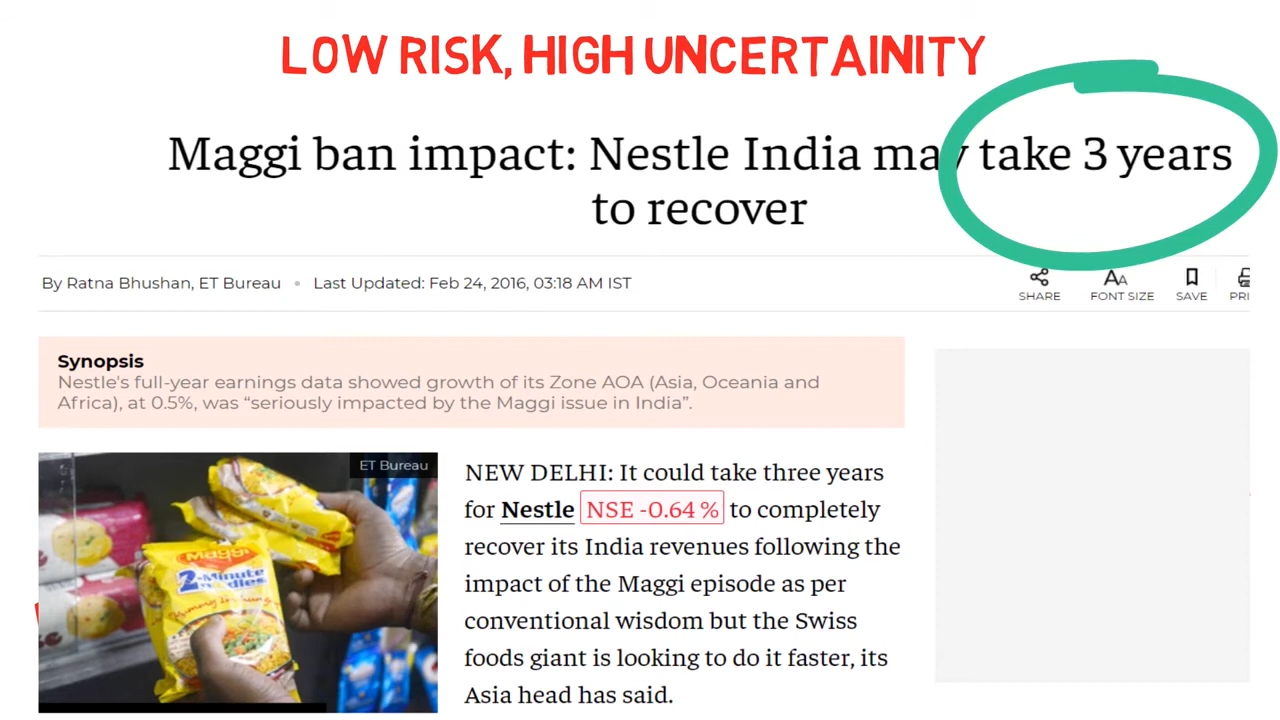 LOW RISK, HIGH UNCERTAINITY
Maggi ban impact: Nestle India may take 3 years
to recover
By Ratna Bhushan, ET Bureau • Last Updated: Feb 24, 2016, 03:18 AM IST
SHARE FONT SIZE SAVE PRI
Synopsis
Nestle's full-year earnings data showed growth of its Zone AOA (Asia, Oceania and
Africa), at 0.5%, was “seriously impacted by the Maggi issue in India”.
ET Bureau
Maggi
2-Minute
Noodles
NEW DELHI: It could take three years
for Nestle NSE -0.64 % to completely
recover its India revenues following the
impact of the Maggi episode as per
conventional wisdom but the Swiss
foods giant is looking to do it faster, its
Asia head has said.